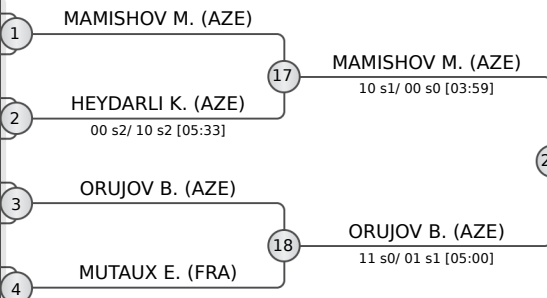 MAMISHOV M. (AZE)
1
MAMISHOV M. (AZE)
17
10 s1/ 00 s0 [03:59]
HEYDARLI K. (AZE)
2
00 s2/ 10 s2 [05:33]
ORUJOV B. (AZE)
3
ORUJOV B. (AZE)
18
11 s0/ 01 s1 [05:00]
MUTAUX E. (FRA)
4